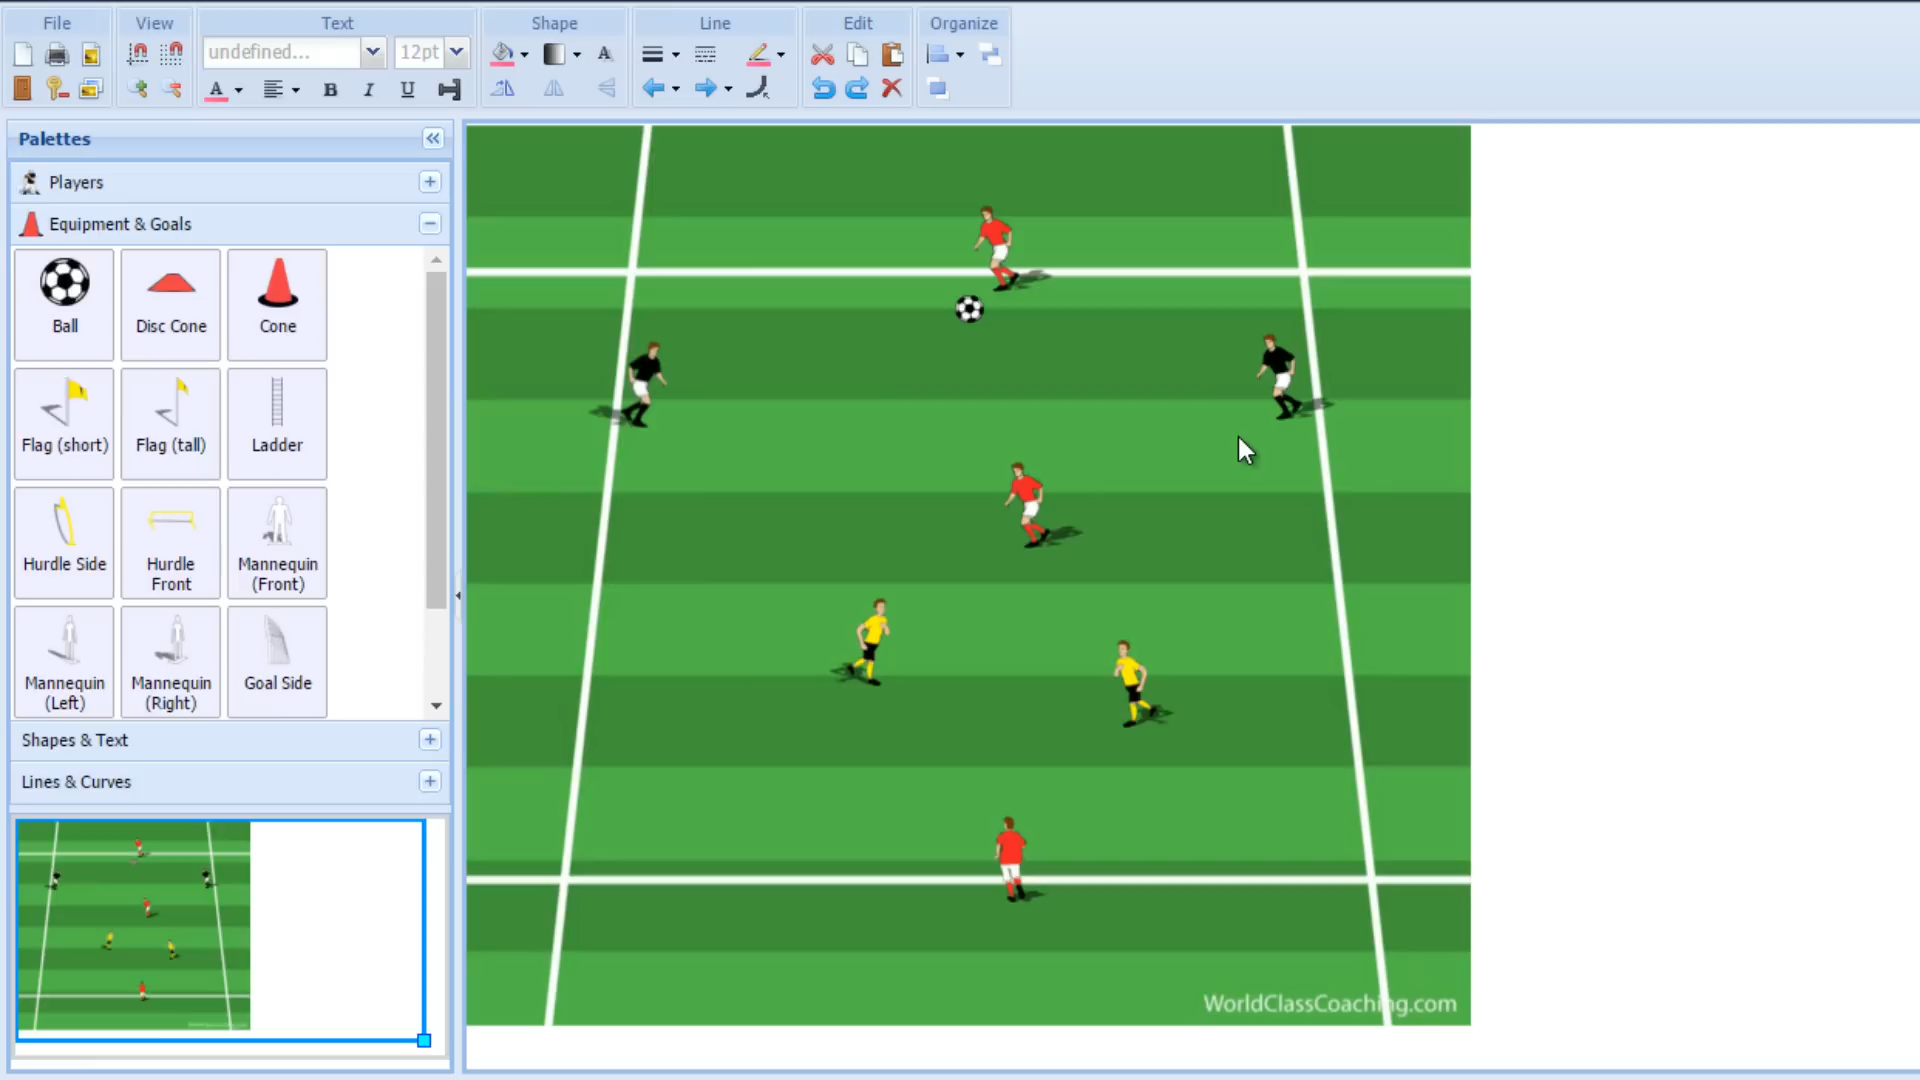 File
View
Text
Shape
Line
Edit
Organize
undefined...
12pt
A
A
B
I
U
Palettes
Players
Equipment & Goals
Ball
Disc Cone
Cone
Flag (short)
Flag (tall)
Ladder
Hurdle Side
Hurdle
Front
Mannequin
(Front)
Mannequin
(Left)
Mannequin
(Right)
Goal Side
Shapes & Text
Lines & Curves
WorldClassCoaching.com